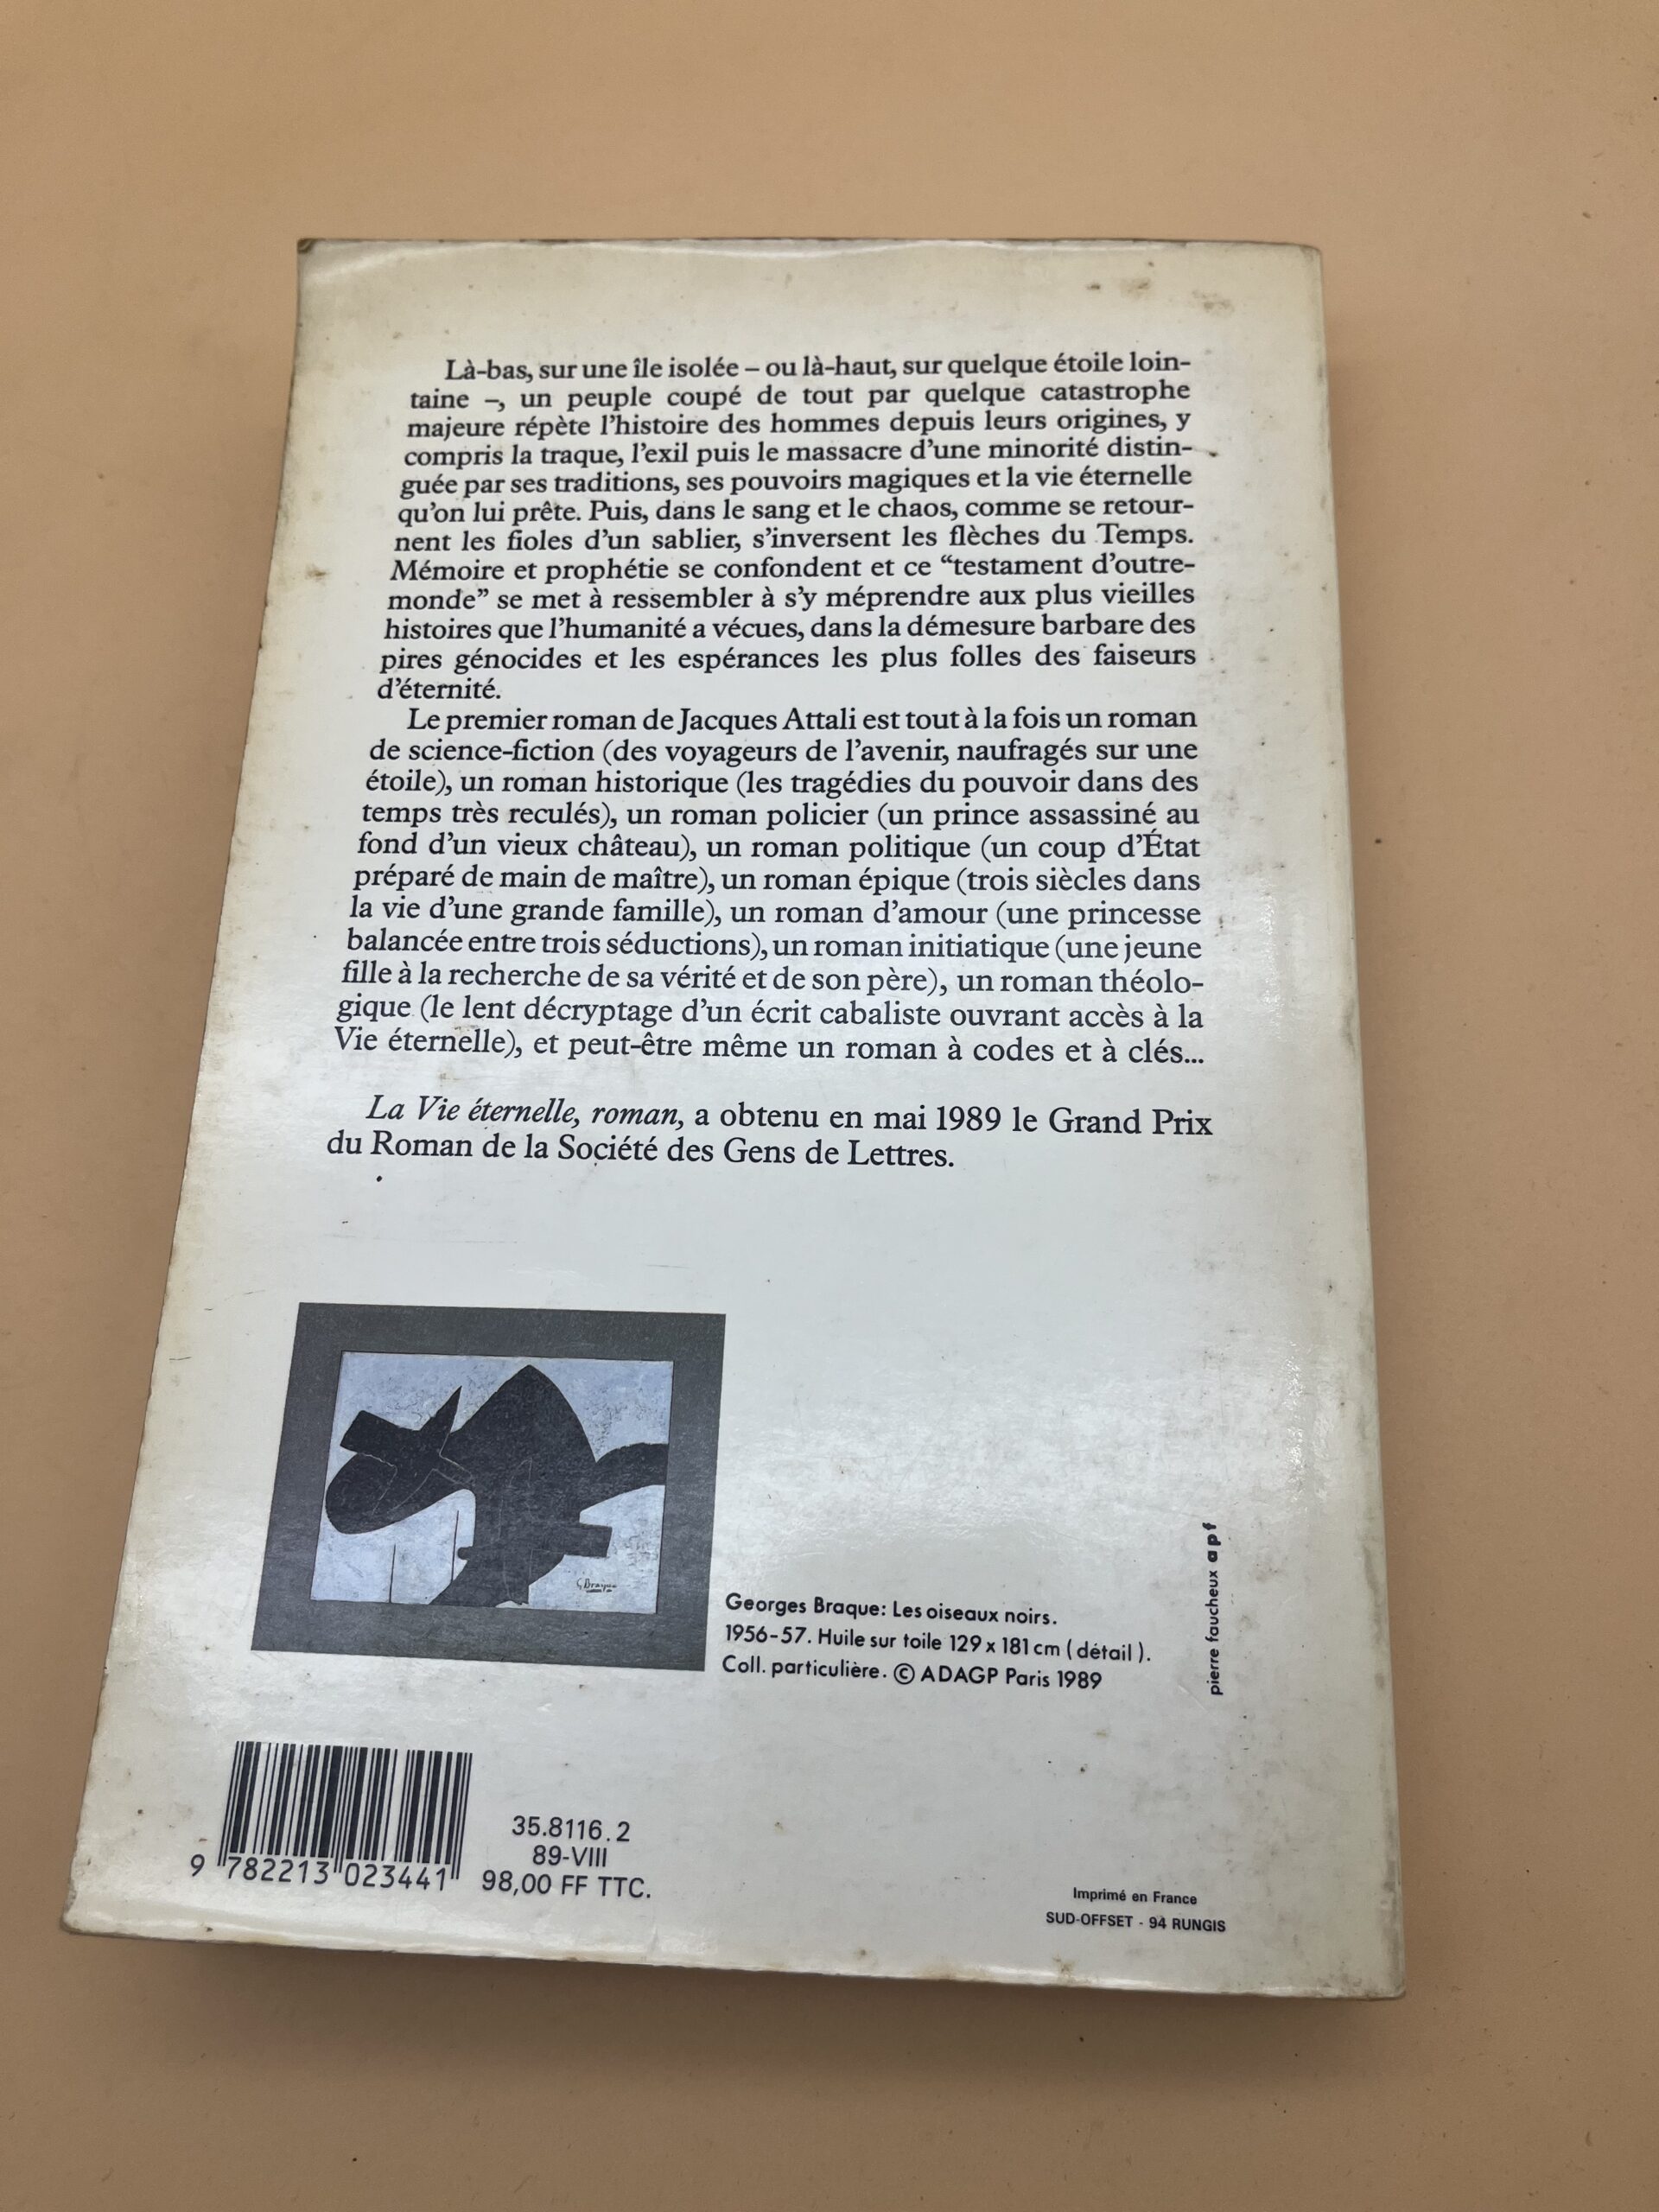 Là-bas, sur une île isolée – ou là-haut, sur quelque étoile loin-
taine –, un peuple coupé de tout par quelque catastrophe
majeure répète l'histoire des hommes depuis leurs origines, y
compris la traque, l'exil puis le massacre d'une minorité distin-
guée par ses traditions, ses pouvoirs magiques et la vie éternelle
qu'on lui prête. Puis, dans le sang et le chaos, comme se retour-
nent les fioles d'un sablier, s'inversent les flèches du Temps.
Mémoire et prophétie se confondent et ce “testament d'outre-
monde” se met à ressembler à s'y méprendre aux plus vieilles
histoires que l'humanité a vécues, dans la démesure barbare des
pires génocides et les espérances les plus folles des faiseurs
d'éternité.
Le premier roman de Jacques Attali est tout à la fois un roman
de science-fiction (des voyageurs de l'avenir, naufragés sur une
étoile), un roman historique (les tragédies du pouvoir dans des
temps très reculés), un roman policier (un prince assassiné au
fond d'un vieux château), un roman politique (un coup d'État
préparé de main de maître), un roman épique (trois siècles dans
la vie d'une grande famille), un roman d'amour (une princesse
balancée entre trois séductions), un roman initiatique (une jeune
fille à la recherche de sa vérité et de son père), un roman théolo-
gique (le lent décryptage d'un écrit cabaliste ouvrant accès à la
Vie éternelle), et peut-être même un roman à codes et à clés...
La Vie éternelle, roman, a obtenu en mai 1989 le Grand Prix
du Roman de la Société des Gens de Lettres.
G Braque
Georges Braque: Les oiseaux noirs.
1956-57. Huile sur toile 129 x 181 cm (détail).
Coll. particulière. © ADAGP Paris 1989
pierre faucheux apf
9 782213 023441
35.8116.2
89-VIII
98,00 FF TTC.
Imprimé en France
SUD-OFFSET - 94 RUNGIS